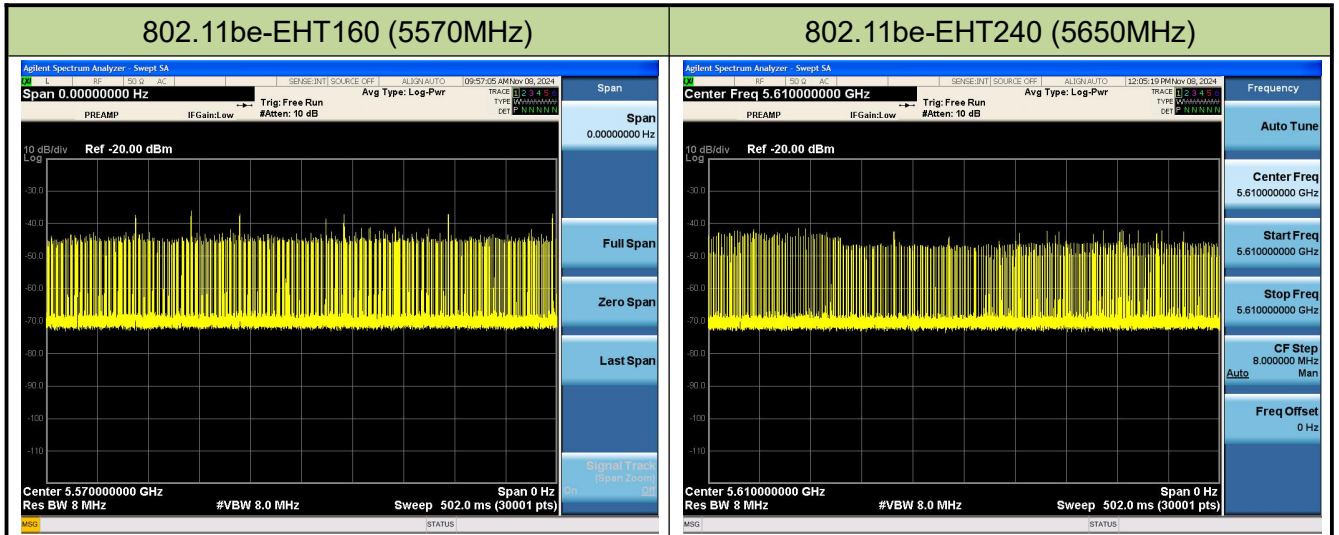 802.11be-EHT160 (5570MHz)
Agilent Spectrum Analyzer - Swept SA
L RF 50 Ω AC SENSE:INT SOURCE OFF ALIGN AUTO 09:57:05 AM Nov 08, 2024
Span 0.00000000 Hz
Avg Type: Log-Pwr
TRACE 1 2 3 4 5 6
TYPE
DET P N N N N N
PREAMP
IFGain:Low
Trig: Free Run
#Atten: 10 dB
10 dB/div Ref -20.00 dBm
Log
-30.0
-40.0
-50.0
-60.0
-70.0
-80.0
-90.0
-100
-110
Center 5.570000000 GHz
Span 0 Hz
Res BW 8 MHz
#VBW 8.0 MHz
Sweep 502.0 ms (30001 pts)
MSG
STATUS
Span
Span
0.00000000 Hz
Full Span
Zero Span
Last Span
Signal Track
(Span Zoom)
On Off
802.11be-EHT240 (5650MHz)
Agilent Spectrum Analyzer - Swept SA
RF 50 Ω AC SENSE:INT SOURCE OFF ALIGN AUTO 12:05:19 PM Nov 08, 2024
Center Freq 5.610000000 GHz
Avg Type: Log-Pwr
TRACE 1 2 3 4 5 6
TYPE
DET P N N N N N
PREAMP
IFGain:Low
Trig: Free Run
#Atten: 10 dB
10 dB/div Ref -20.00 dBm
Log
-30.0
-40.0
-50.0
-60.0
-70.0
-80.0
-90.0
-100
-110
Center 5.610000000 GHz
Span 0 Hz
Res BW 8 MHz
#VBW 8.0 MHz
Sweep 502.0 ms (30001 pts)
MSG
STATUS
Frequency
Auto Tune
Center Freq
5.610000000 GHz
Start Freq
5.610000000 GHz
Stop Freq
5.610000000 GHz
CF Step
8.000000 MHz
Auto Man
Freq Offset
0 Hz